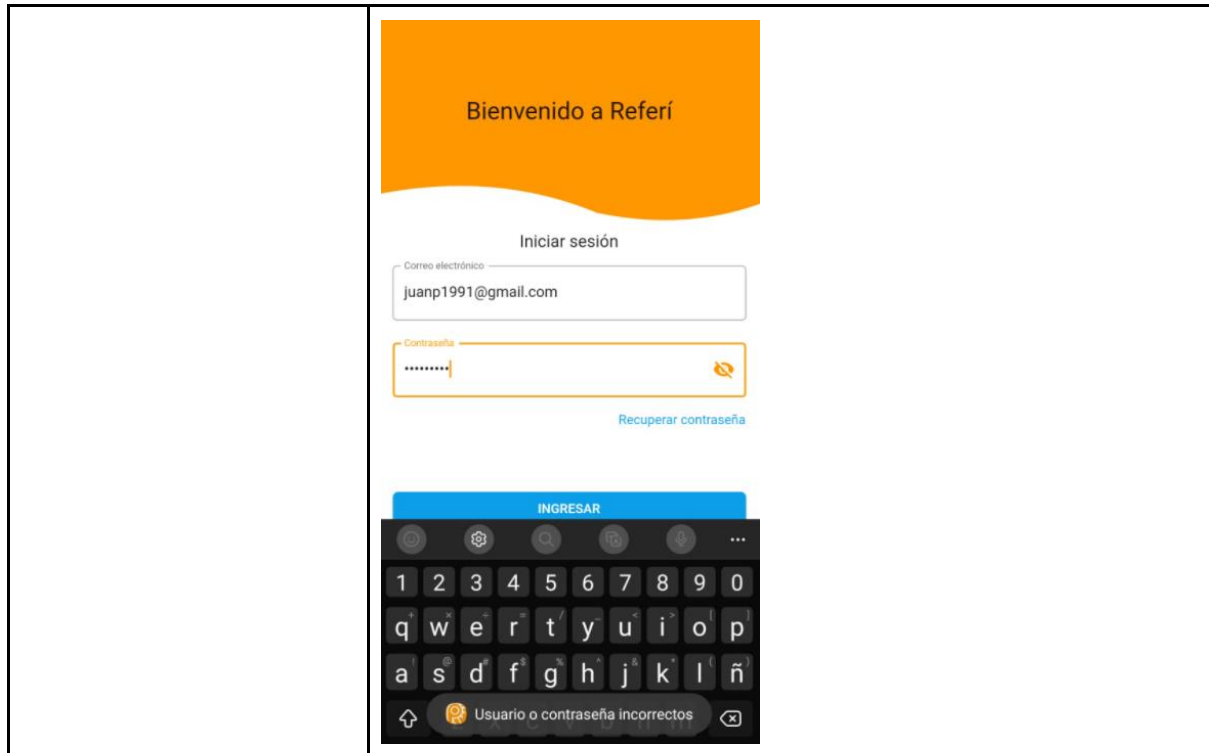 Bienvenido a Referí
Iniciar sesión
Correo electrónico
juanp1991@gmail.com
Contraseña
•••••••••
Recuperar contraseña
INGRESAR
1 2 3 4 5 6 7 8 9 0
q w e r t y u i o p
a s d f g h j k l ñ
Usuario o contraseña incorrectos